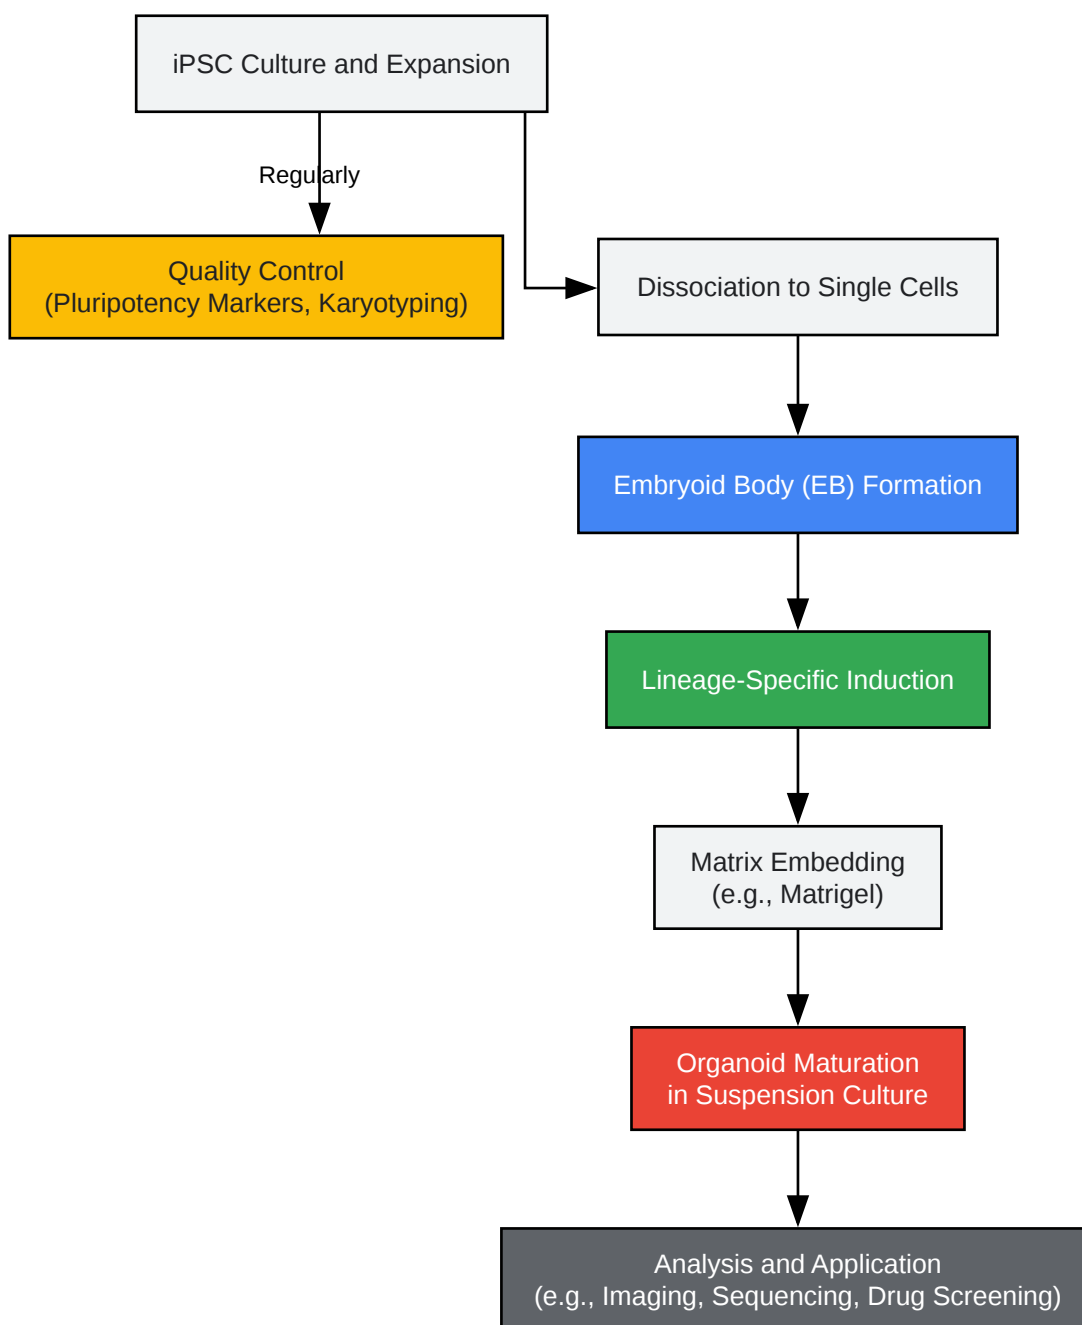 iPSC Culture and Expansion
Regularly
Quality Control
(Pluripotency Markers, Karyotyping)
Dissociation to Single Cells
Embryoid Body (EB) Formation
Lineage-Specific Induction
Matrix Embedding
(e.g., Matrigel)
Organoid Maturation
in Suspension Culture
Analysis and Application
(e.g., Imaging, Sequencing, Drug Screening)